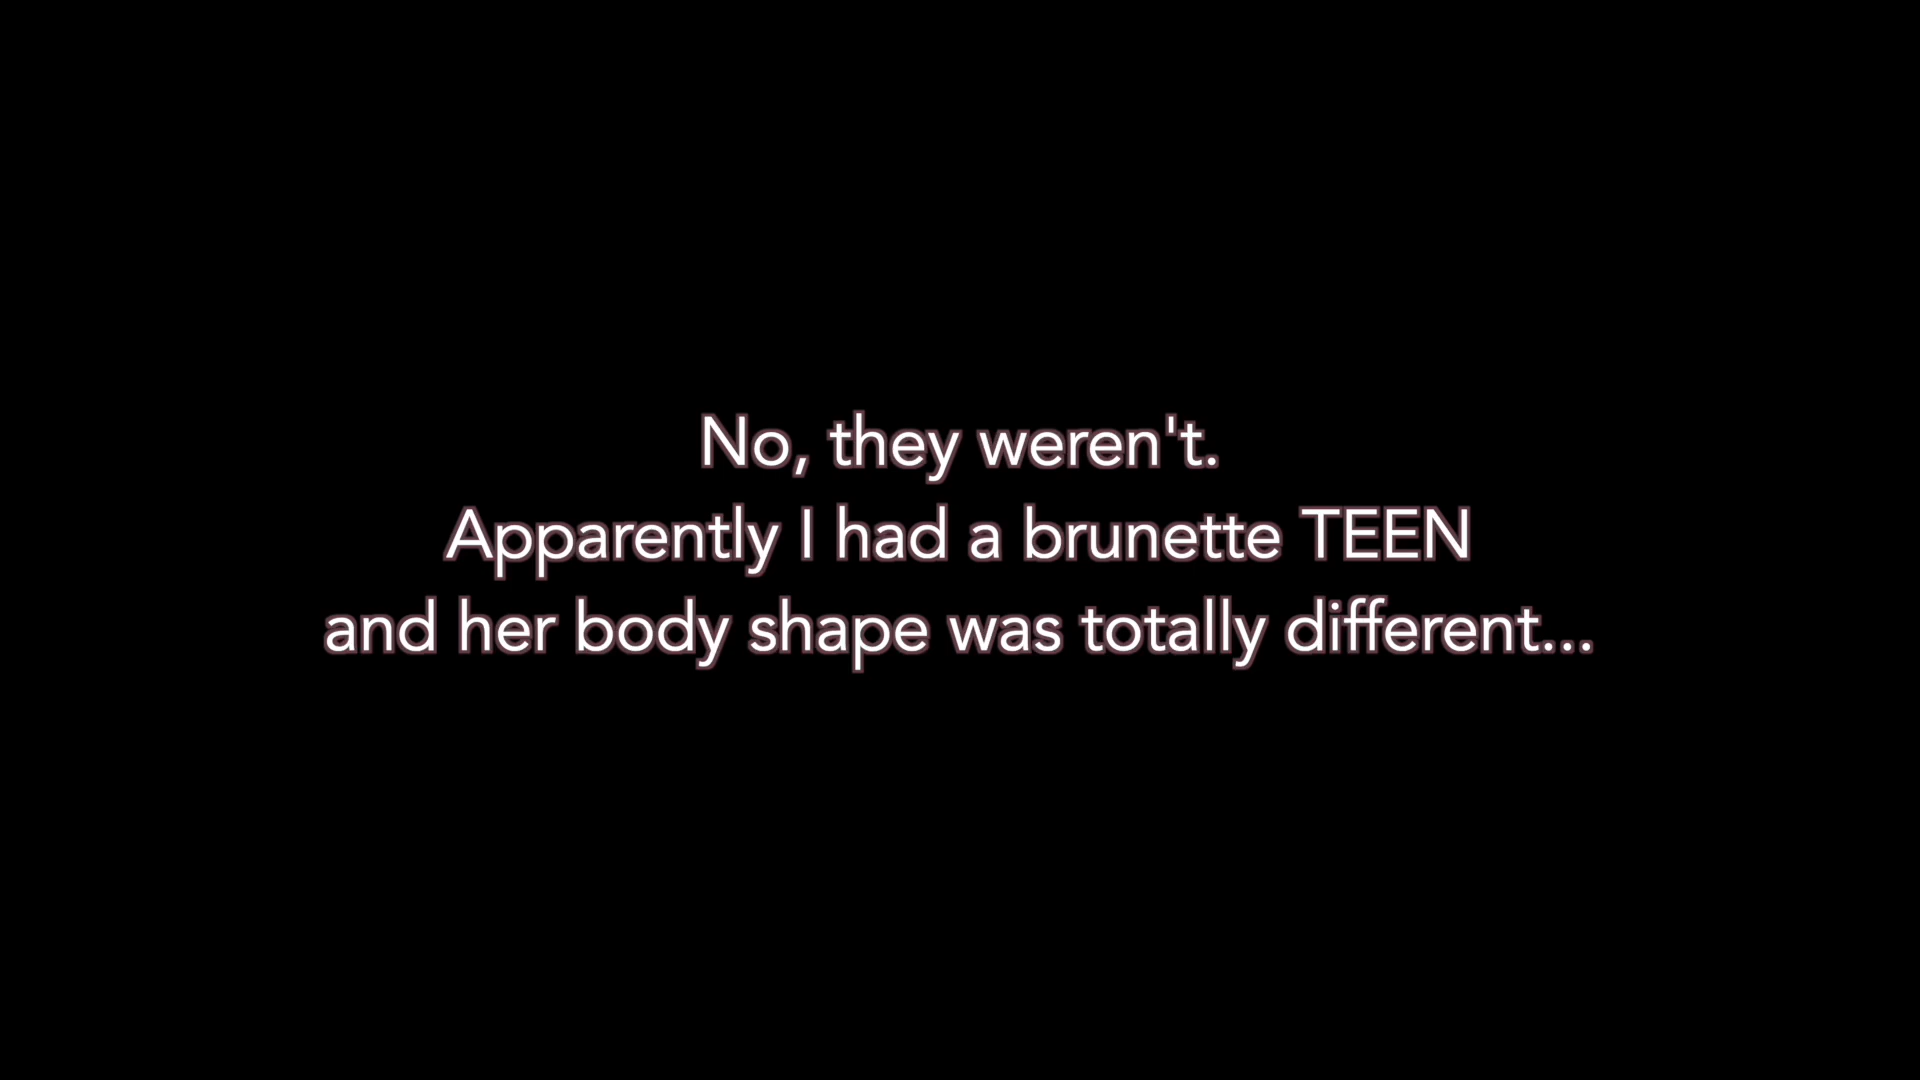 No, they weren't.
Apparently I had a brunette TEEN
and her body shape was totally different...